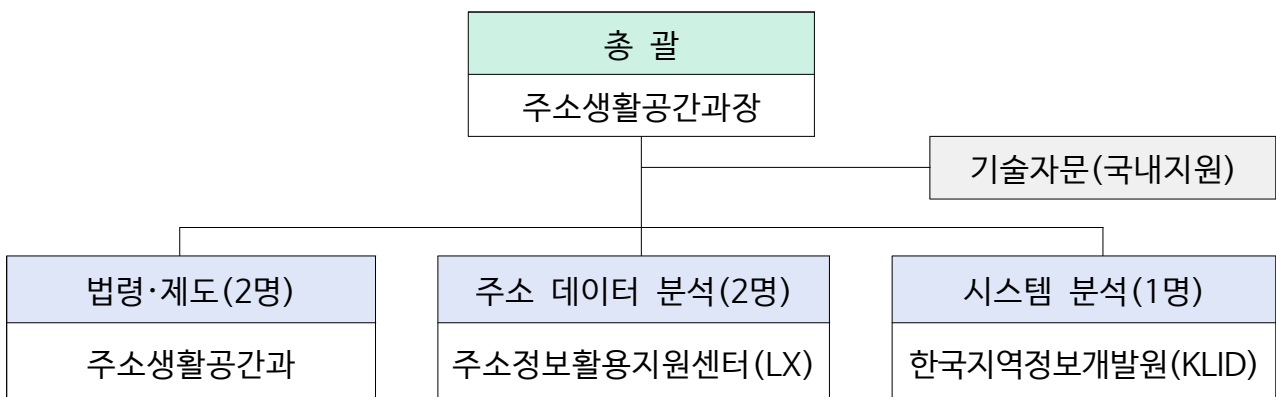 총 괄
주소생활공간과장
기술자문(국내지원)
법령·제도(2명)
주소생활공간과
주소 데이터 분석(2명)
주소정보활용지원센터(LX)
시스템 분석(1명)
한국지역정보개발원(KLID)